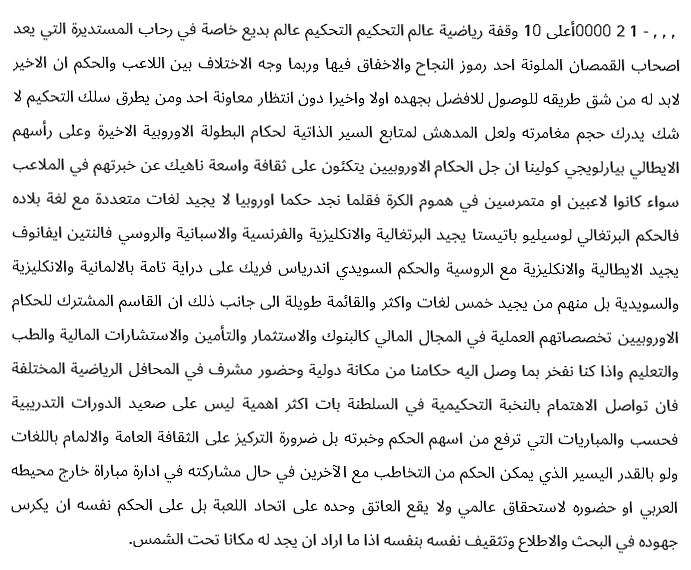 , , , - 1 2 0000أعلى 10 وقفة رياضية عالم التحكيم التحكيم عالم بديع خاصة في رحاب المستديرة التي يعد
اصحاب القمصان الملونة احد رموز النجاح والاخفاق فيها وربما وجه الاختلاف بين اللاعب والحكم ان الاخير
لابد له من شق طريقه للوصول للافضل بجهده اولا واخيرا دون انتظار معاونة احد ومن يطرق سلك التحكيم لا
شك يدرك حجم مغامرته ولعل المدهش لمتابع السير الذاتية لحكام البطولة الاوروبية الاخيرة وعلى رأسهم
الايطالي بيارلويجي كولينا ان جل الحكام الاوروبيين يتكئون على ثقافة واسعة ناهيك عن خبرتهم في الملاعب
سواء كانوا لاعبين او متمرسين في هموم الكرة فقلما نجد حكما اوروبيا لا يجيد لغات متعددة مع لغة بلاده
فالحكم البرتغالي لوسيليو باتيستا يجيد البرتغالية والانكليزية والفرنسية والاسبانية والروسي فالنتين ايفانوف
يجيد الايطالية والانكليزية مع الروسية والحكم السويدي اندرياس فريك على دراية تامة بالالمانية والانكليزية
والسويدية بل منهم من يجيد خمس لغات واكثر والقائمة طويلة الى جانب ذلك ان القاسم المشترك للحكام
الاوروبيين تخصصاتهم العملية في المجال المالي كالبنوك والاستثمار والتأمين والاستشارات المالية والطب
والتعليم واذا كنا نفخر بما وصل اليه حكامنا من مكانة دولية وحضور مشرف في المحافل الرياضية المختلفة
فان تواصل الاهتمام بالنخبة التحكيمية في السلطنة بات اكثر اهمية ليس على صعيد الدورات التدريبية
فحسب والمباريات التي ترفع من اسهم الحكم وخبرته بل ضرورة التركيز على الثقافة العامة والالمام باللغات
ولو بالقدر اليسير الذي يمكن الحكم من التخاطب مع الآخرين في حال مشاركته في ادارة مباراة خارج محيطه
العربي او حضوره لاستحقاق عالمي ولا يقع العاتق وحده على اتحاد اللعبة بل على الحكم نفسه ان يكرس
جهوده في البحث والاطلاع وتثقيف نفسه بنفسه اذا ما اراد ان يجد له مكانا تحت الشمس.